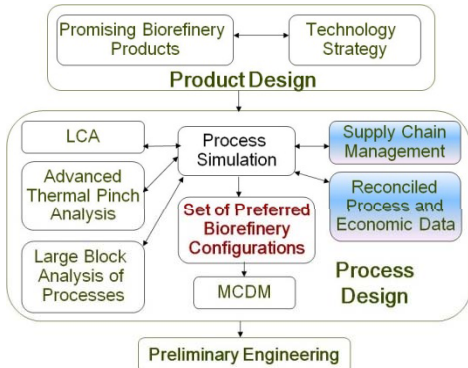 Promising Biorefinery
Products
Technology
Strategy
Product Design
LCA
Process
Simulation
Supply Chain
Management
Advanced
Thermal Pinch
Analysis
Reconciled
Process and
Economic Data
Set of Preferred
Biorefinery
Configurations
Large Block
Analysis of
Processes
MCDM
Process
Design
Preliminary Engineering